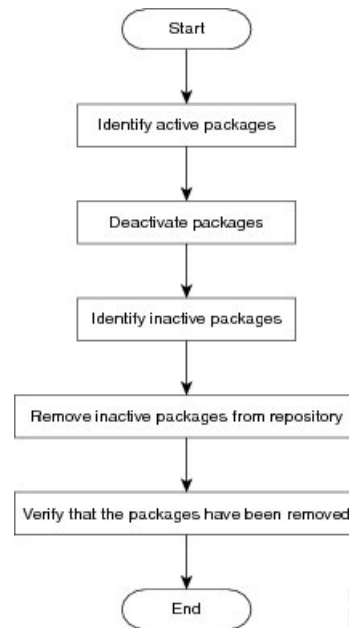 Start
Identify active packages
Deactivate packages
Identify inactive packages
Remove inactive packages from repository
Verify that the packages have been removed
End